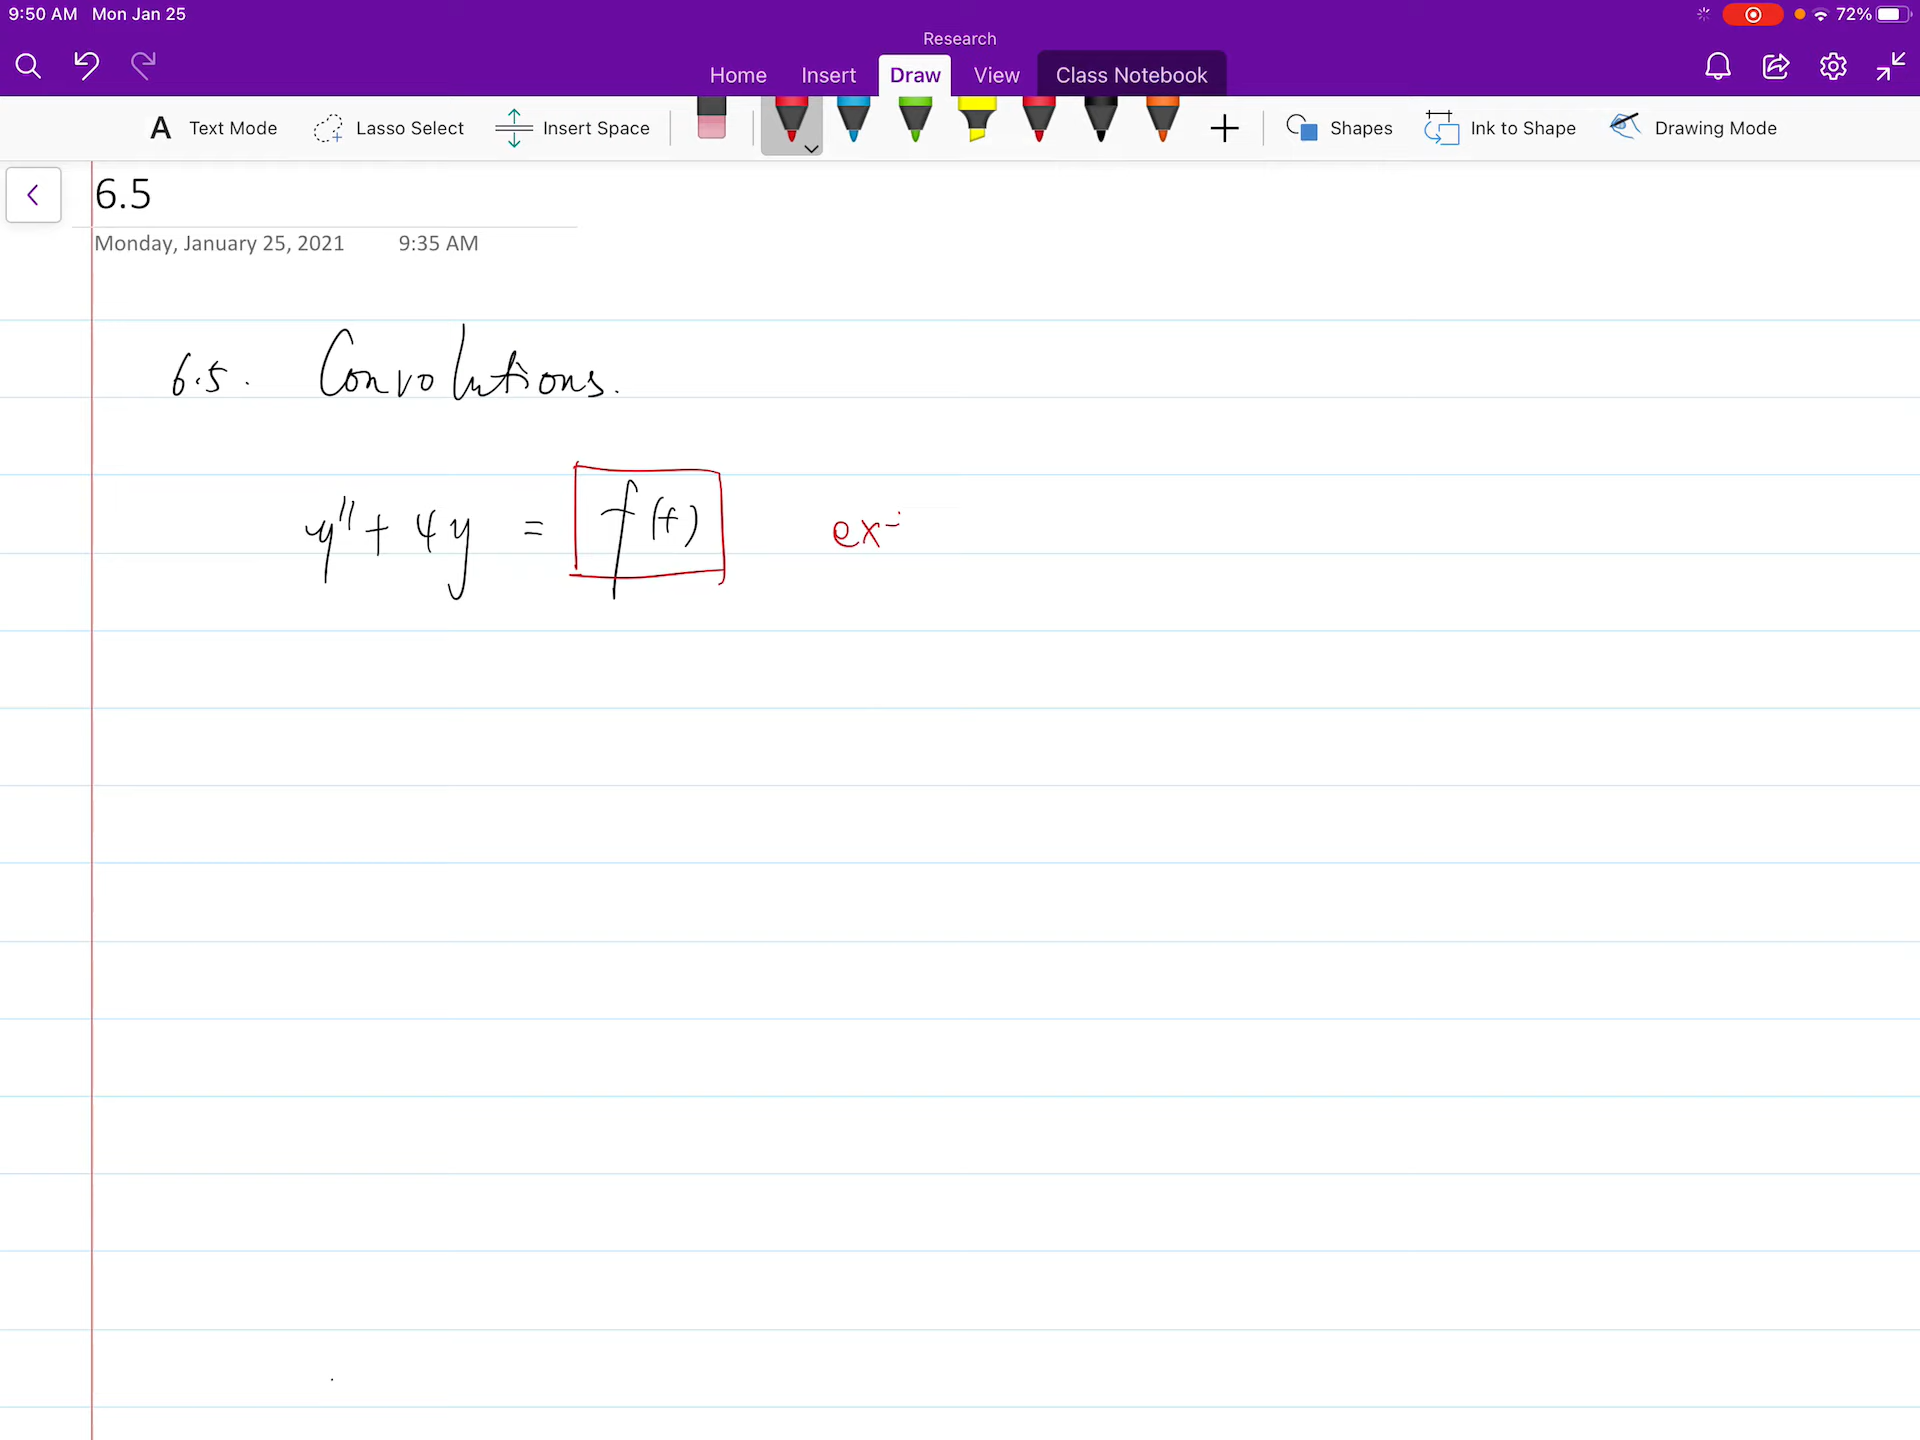 9:50 AM Mon Jan 25
72%
Research
Home Insert Draw View Class Notebook
A Text Mode Lasso Select Insert Space Shapes Ink to Shape Drawing Mode
6.5
Monday, January 25, 2021 9:35 AM
6.5. Convolutions.
y'' + 4y = f(t) ex